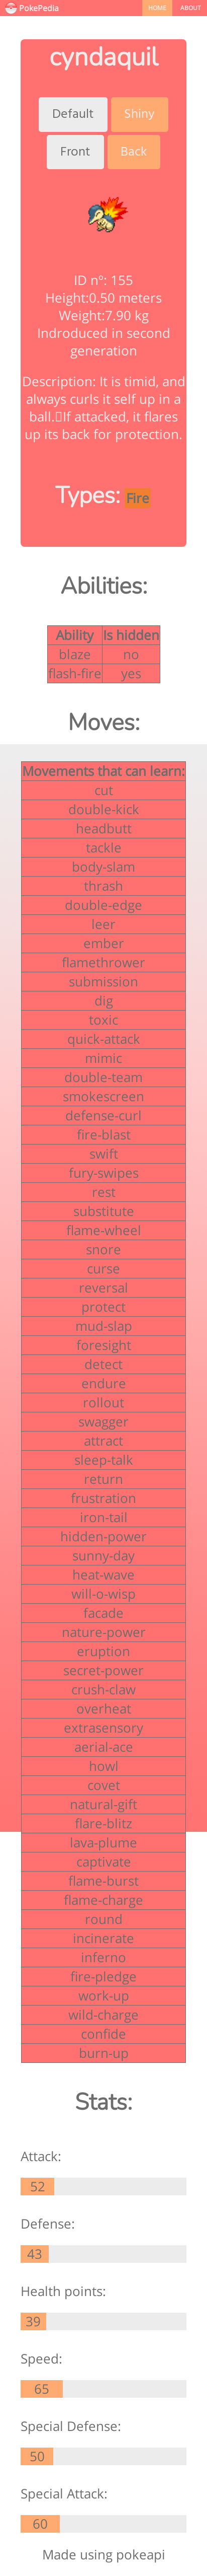 PokePedia HOME ABOUT
cyndaquil
Default Shiny
Front Back
ID nº: 155
Height:0.50 meters
Weight:7.90 kg
Indroduced in second
generation
Description: It is timid, and
always curls it self up in a
ball.If attacked, it flares
up its back for protection.
Types: Fire
Abilities:
Ability Is hidden
blaze no
flash-fire yes
Moves:
Movements that can learn:
cut
double-kick
headbutt
tackle
body-slam
thrash
double-edge
leer
ember
flamethrower
submission
dig
toxic
quick-attack
mimic
double-team
smokescreen
defense-curl
fire-blast
swift
fury-swipes
rest
substitute
flame-wheel
snore
curse
reversal
protect
mud-slap
foresight
detect
endure
rollout
swagger
attract
sleep-talk
return
frustration
iron-tail
hidden-power
sunny-day
heat-wave
will-o-wisp
facade
nature-power
eruption
secret-power
crush-claw
overheat
extrasensory
aerial-ace
howl
covet
natural-gift
flare-blitz
lava-plume
captivate
flame-burst
flame-charge
round
incinerate
inferno
fire-pledge
work-up
wild-charge
confide
burn-up
Stats:
Attack:
52
Defense:
43
Health points:
39
Speed:
65
Special Defense:
50
Special Attack:
60
Made using pokeapi